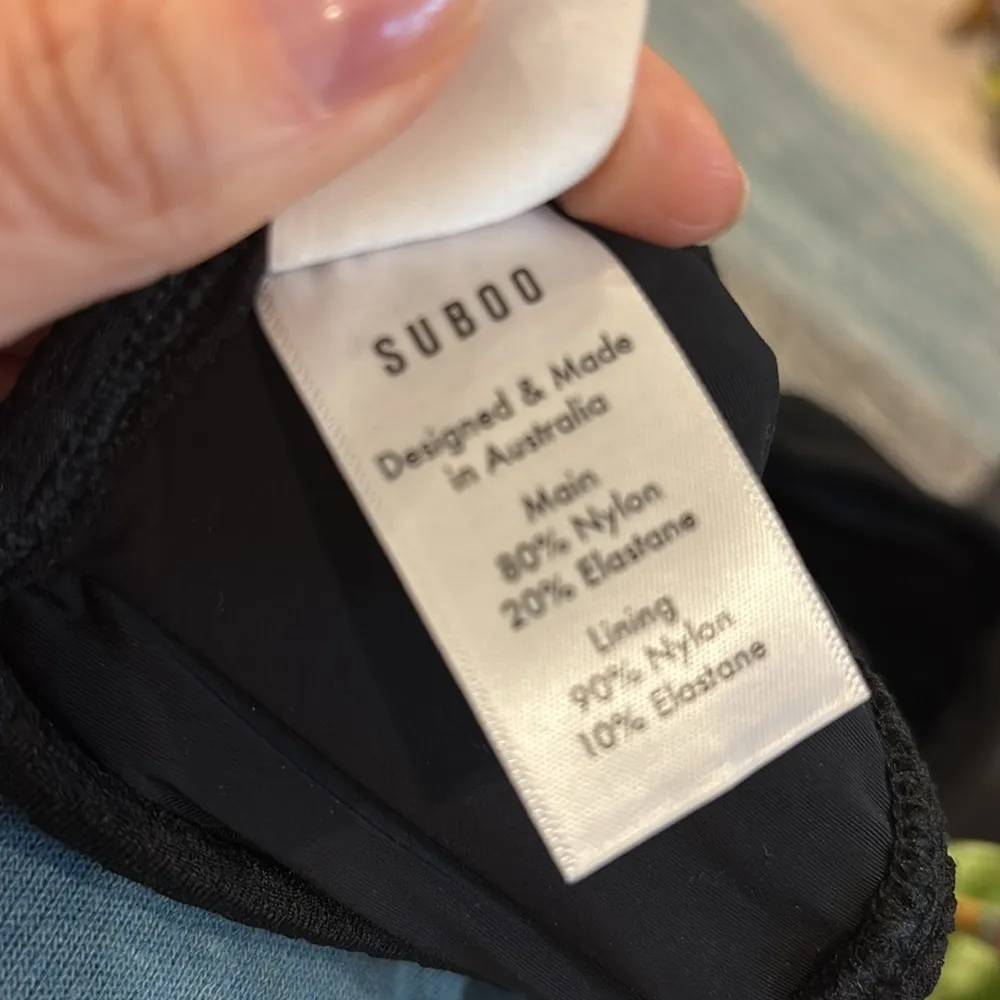 SUBOO
Designed & Made
in Australia
Main
80% Nylon
20% Elastane
Lining
90% Nylon
10% Elastane